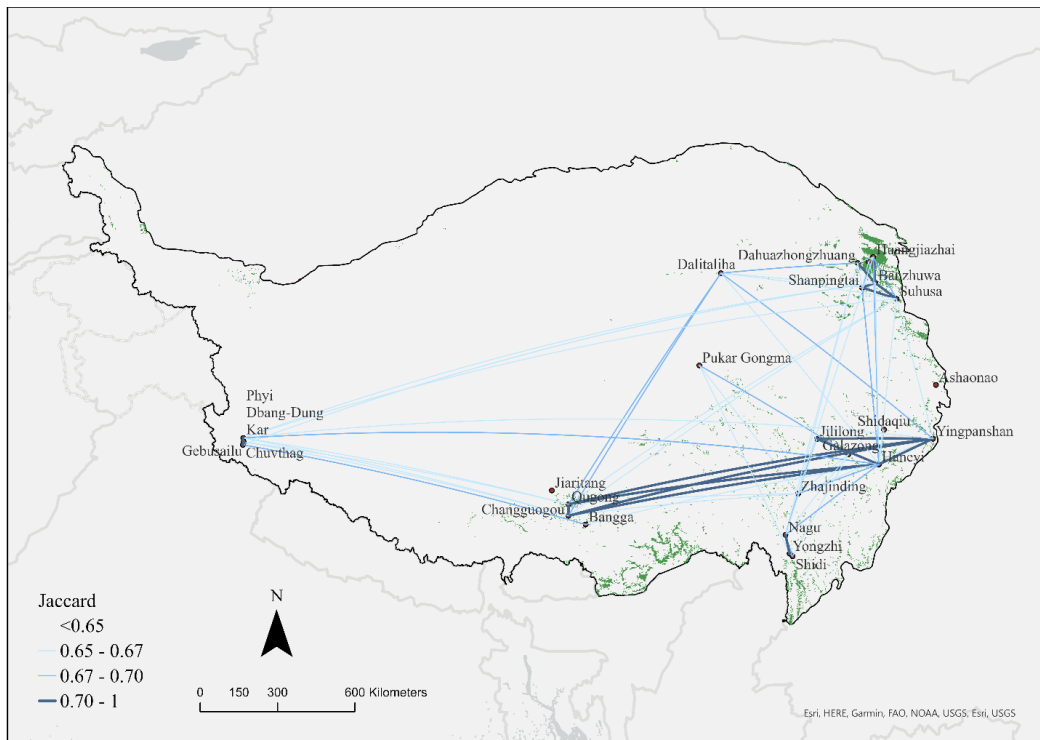 Huangjiazhai
Dahuazhongzhuang
Dalitaliha
Banzhuwa
Shanpingtai
Suhusa
Pukar Gongma
Ashaonao
Phyi
Dbang-Dung
Kar
Gebusailu
Chuvthag
Shidaqiu
Jililong
Yingpanshan
Galazong
Haneyi
Jiaritang
Zhajinding
Qugong
Changguogou
Bangga
Nagu
Yongzhi
Shidi
Jaccard
<0.65
0.65 - 0.67
0.67 - 0.70
0.70 - 1
N
0 150 300 600 Kilometers
Esri, HERE, Garmin, FAO, NOAA, USGS, Esri, USGS